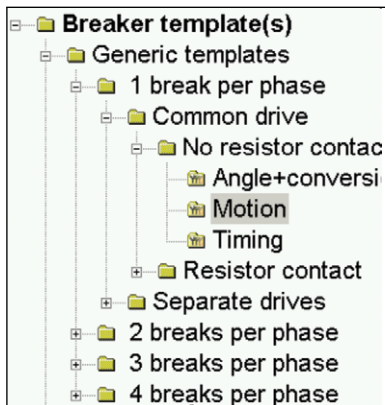 Breaker template(s)
Generic templates
1 break per phase
Common drive
No resistor contac
Angle+conversi
Motion
Timing
Resistor contact
Separate drives
2 breaks per phase
3 breaks per phase
4 breaks per phase